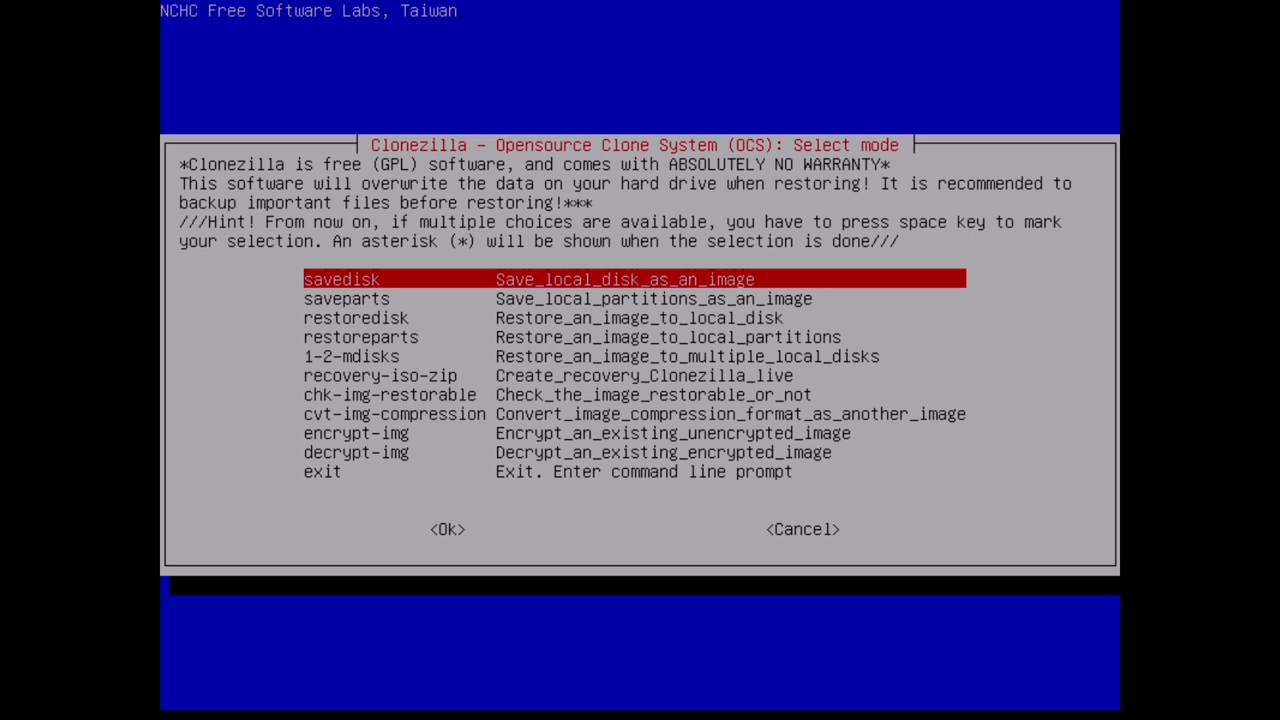 NCHC Free Software Labs, Taiwan
Clonezilla - Opensource Clone System (OCS): Select mode
*Clonezilla is free (GPL) software, and comes with ABSOLUTELY NO WARRANTY*
This software will overwrite the data on your hard drive when restoring! It is recommended to
backup important files before restoring!***
///Hint! From now on, if multiple choices are available, you have to press space key to mark
your selection. An asterisk (*) will be shown when the selection is done///
savedisk Save_local_disk_as_an_image
saveparts Save_local_partitions_as_an_image
restoredisk Restore_an_image_to_local_disk
restoreparts Restore_an_image_to_local_partitions
1-2-mdisks Restore_an_image_to_multiple_local_disks
recovery-iso-zip Create_recovery_Clonezilla_live
chk-img-restorable Check_the_image_restorable_or_not
cvt-img-compression Convert_image_compression_format_as_another_image
encrypt-img Encrypt_an_existing_unencrypted_image
decrypt-img Decrypt_an_existing_encrypted_image
exit Exit. Enter command line prompt
<Ok> <Cancel>